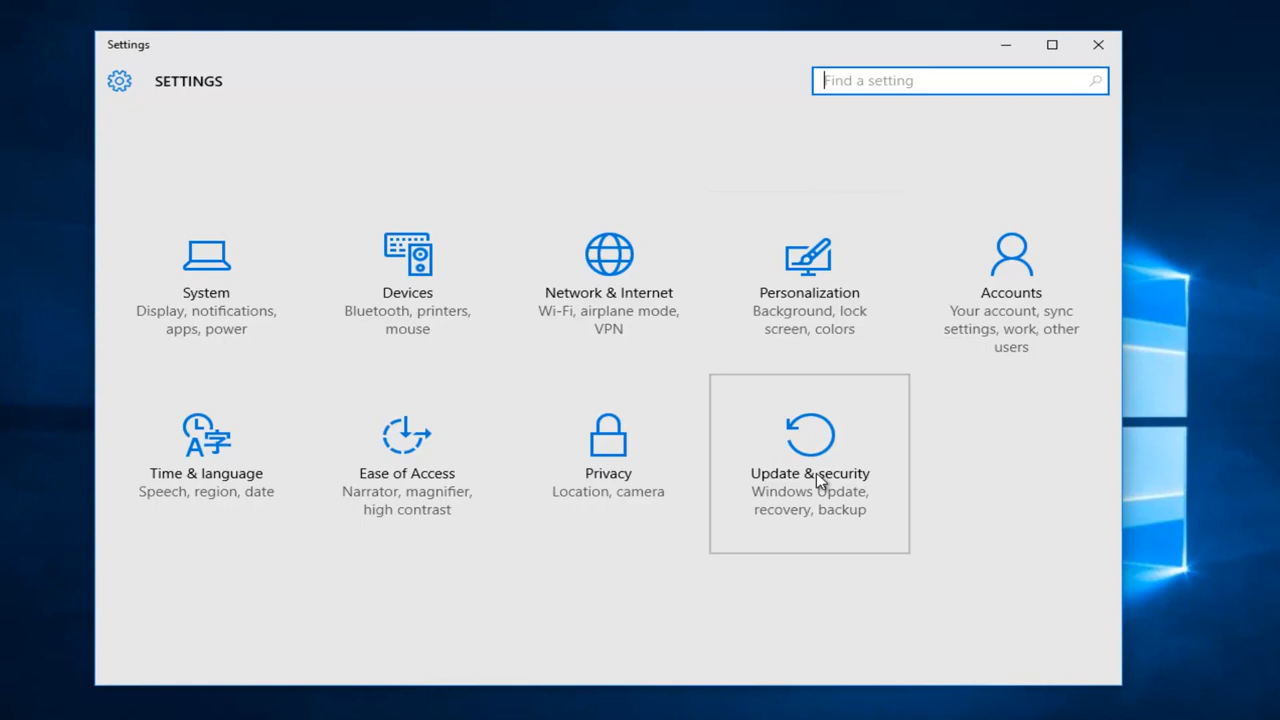 Settings
SETTINGS
Find a setting
System
Display, notifications,
apps, power
Devices
Bluetooth, printers,
mouse
Network & Internet
Wi-Fi, airplane mode,
VPN
Personalization
Background, lock
screen, colors
Accounts
Your account, sync
settings, work, other
users
Time & language
Speech, region, date
Ease of Access
Narrator, magnifier,
high contrast
Privacy
Location, camera
Update & security
Windows Update,
recovery, backup